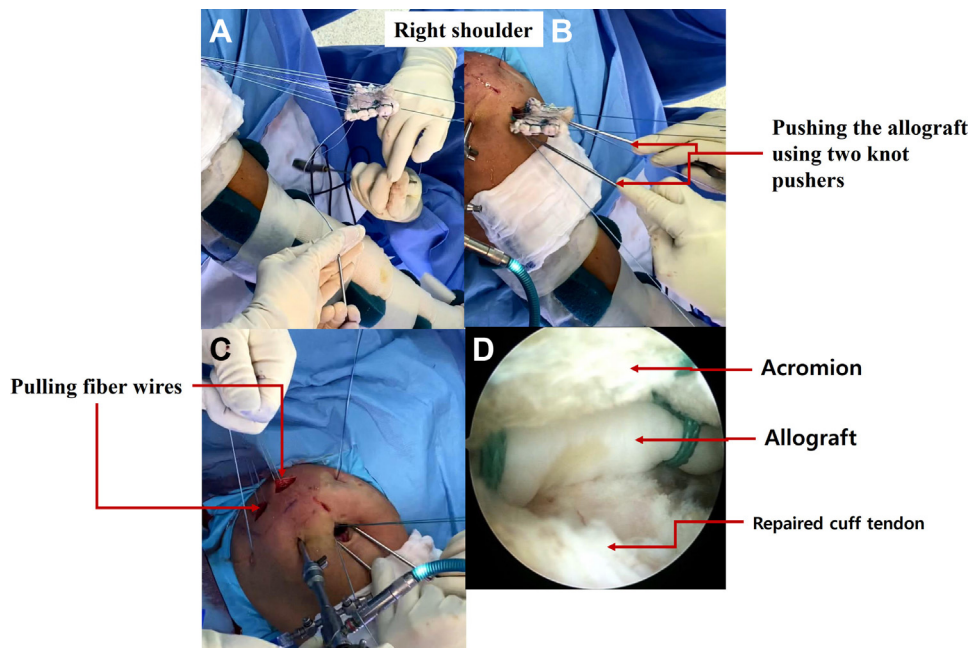 A
Right shoulder
B
Pushing the allograft
using two knot
pushers
C
Pulling fiber wires
D
Acromion
Allograft
Repaired cuff tendon